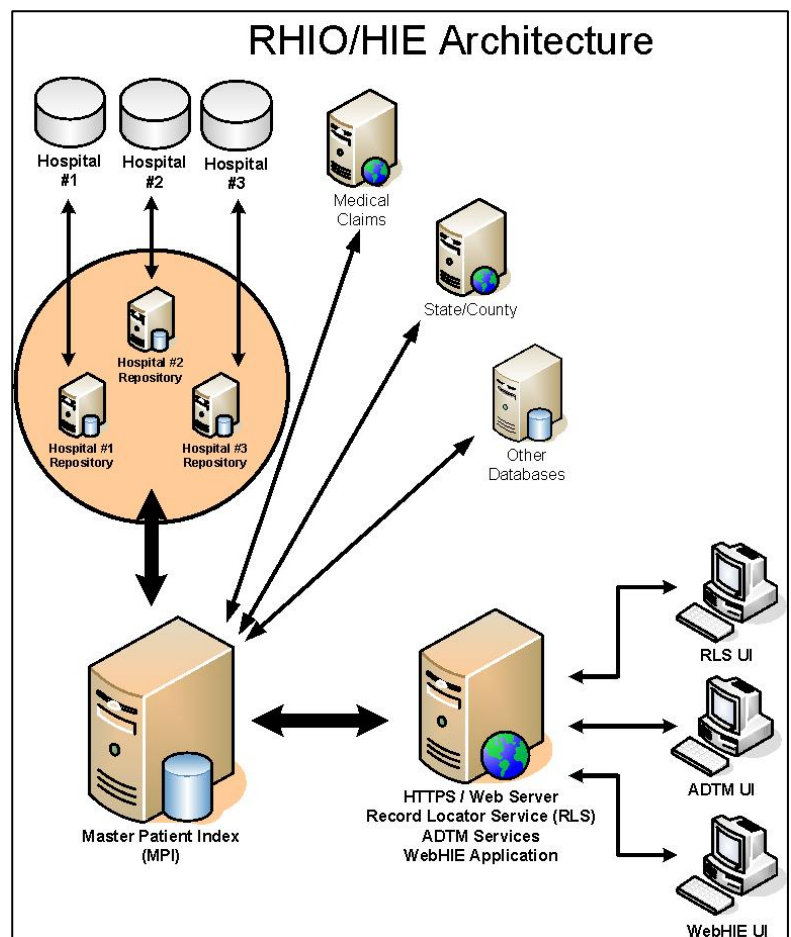 RHIO/HIE Architecture
Hospital
#1
Hospital
#2
Hospital
#3
Medical
Claims
State/County
Hospital #2
Repository
Hospital #1
Repository
Hospital #3
Repository
Other
Databases
RLS UI
ADTM UI
HTTPS / Web Server
Record Locator Service (RLS)
ADTM Services
WebHIE Application
Master Patient Index
(MPI)
WebHIE UI